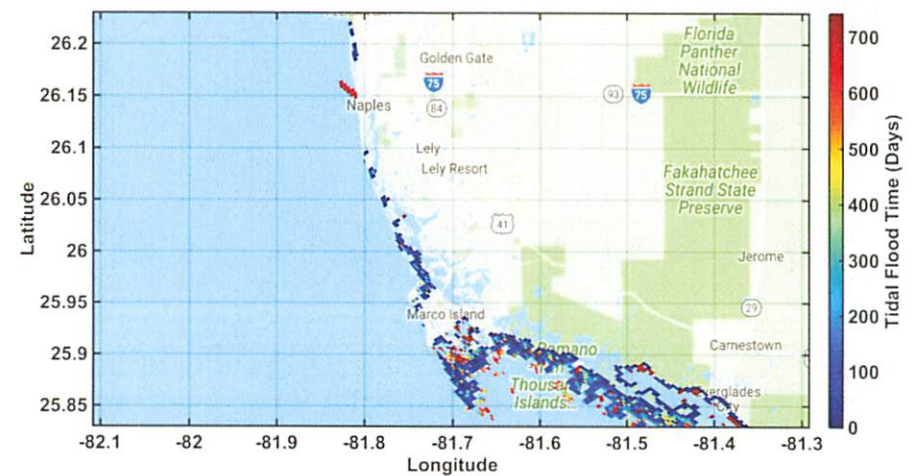 26.2
26.15
26.1
26.05
26
25.95
25.9
25.85
Latitude
-82.1
-82
-81.9
-81.8
-81.7
-81.6
-81.5
-81.4
-81.3
Longitude
Golden Gate
75
84
Naples
Lely
Lely Resort
41
93
75
Florida
Panther
National
Wildlife
Fakahatchee
Strand State
Preserve
Jerome
29
Carnestown
Marco Island
Romano
Ten
Thousand
Islands...
City
700
600
500
400
300
200
100
0
Tidal Flood Time (Days)